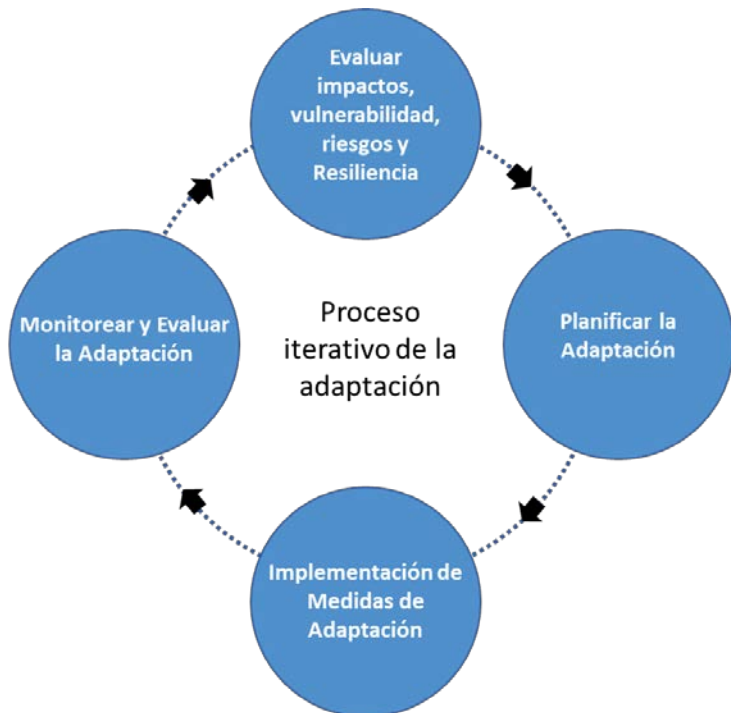 Evaluar
impactos,
vulnerabilidad,
riesgos y
Resiliencia
Planificar la
Adaptación
Implementación de
Medidas de
Adaptación
Monitorear y Evaluar
la Adaptación
Proceso
iterativo de la
adaptación